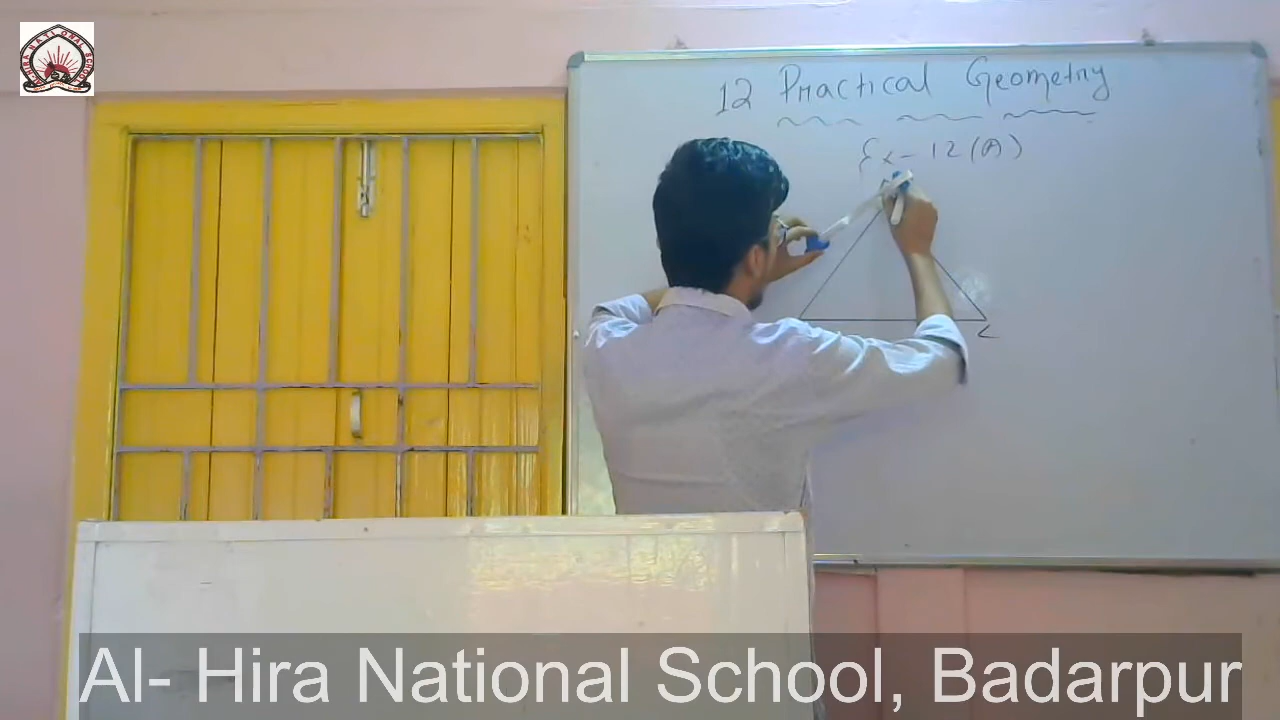 12 Practical Geometry
Ex-12(A)
C
Al- Hira National School, Badarpur